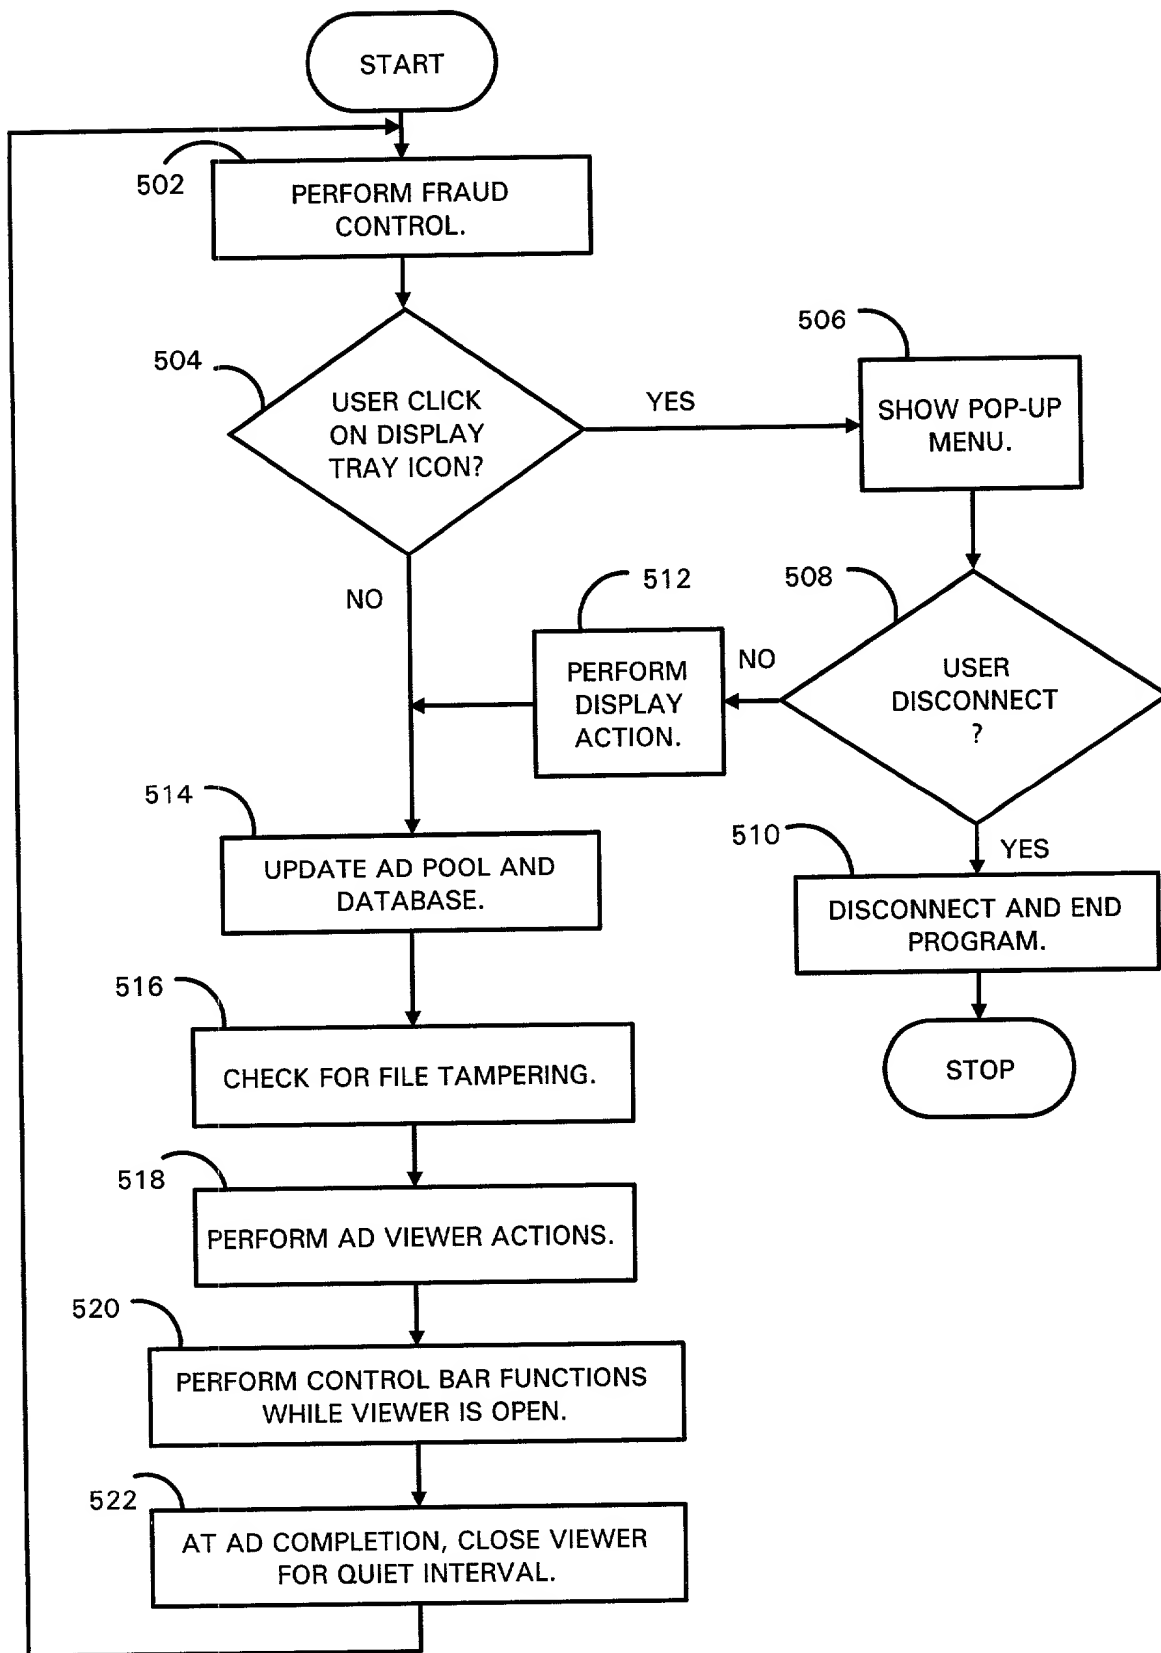 START
502
PERFORM FRAUD
CONTROL.
504
USER CLICK
ON DISPLAY
TRAY ICON?
YES
506
SHOW POP-UP
MENU.
NO
508
USER
DISCONNECT
?
NO
512
PERFORM
DISPLAY
ACTION.
YES
510
DISCONNECT AND END
PROGRAM.
STOP
514
UPDATE AD POOL AND
DATABASE.
516
CHECK FOR FILE TAMPERING.
518
PERFORM AD VIEWER ACTIONS.
520
PERFORM CONTROL BAR FUNCTIONS
WHILE VIEWER IS OPEN.
522
AT AD COMPLETION, CLOSE VIEWER
FOR QUIET INTERVAL.